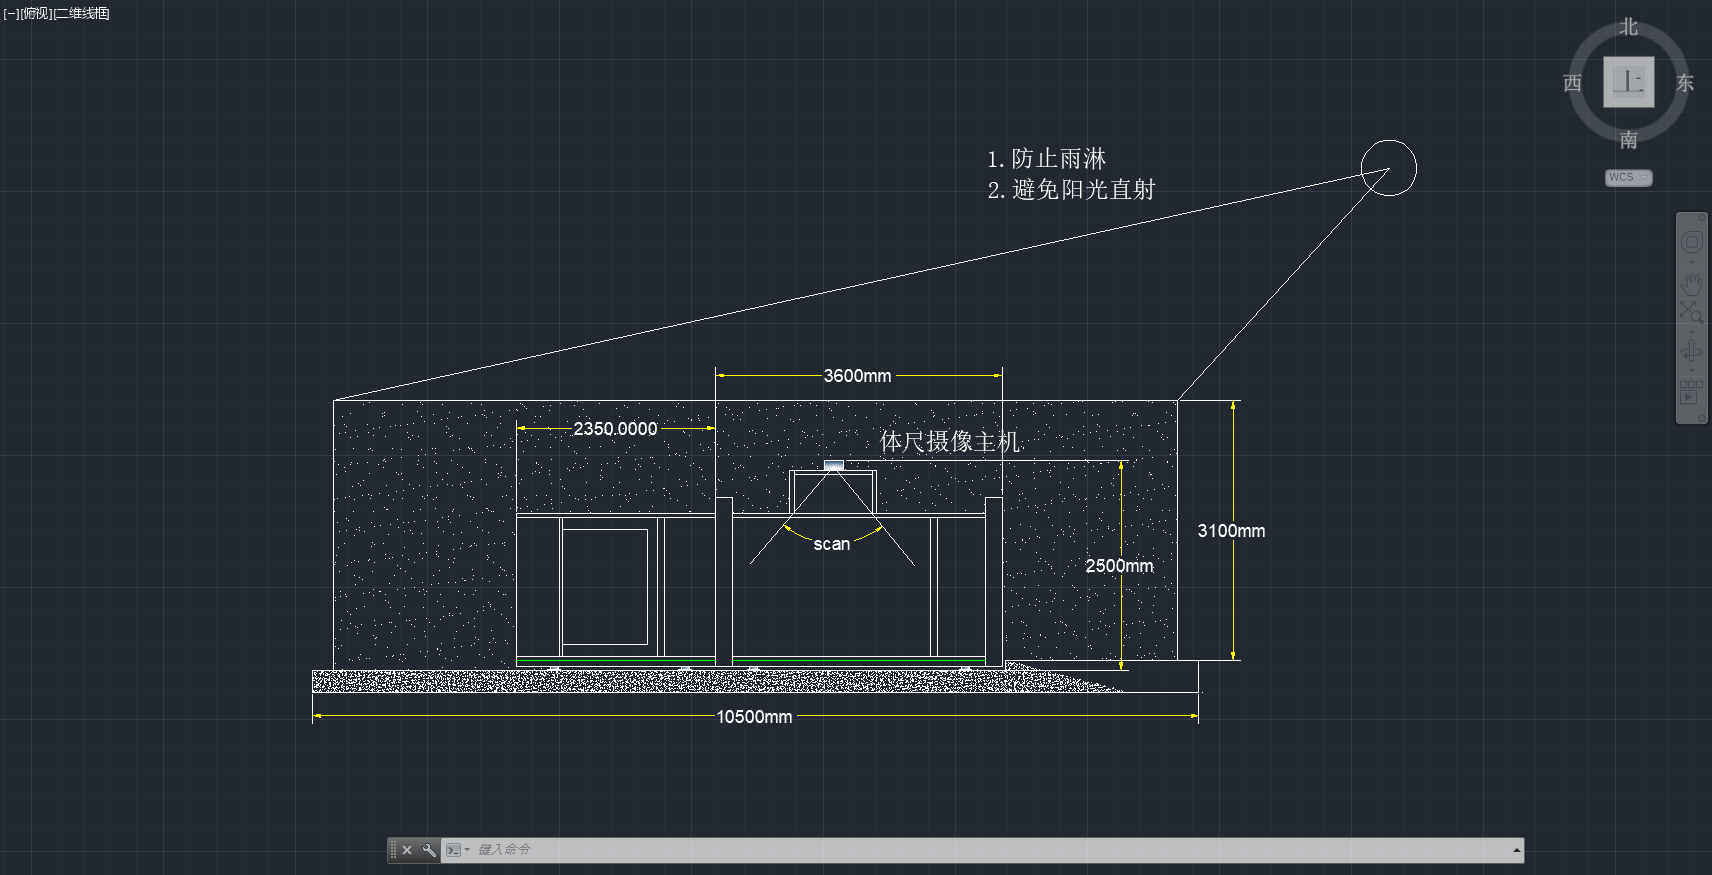 [−][俯视][二维线框]
北
西
上
东
南
WCS
1.防止雨淋
2.避免阳光直射
3600mm
2350.0000
体尺摄像主机
3100mm
scan
2500mm
10500mm
键入命令